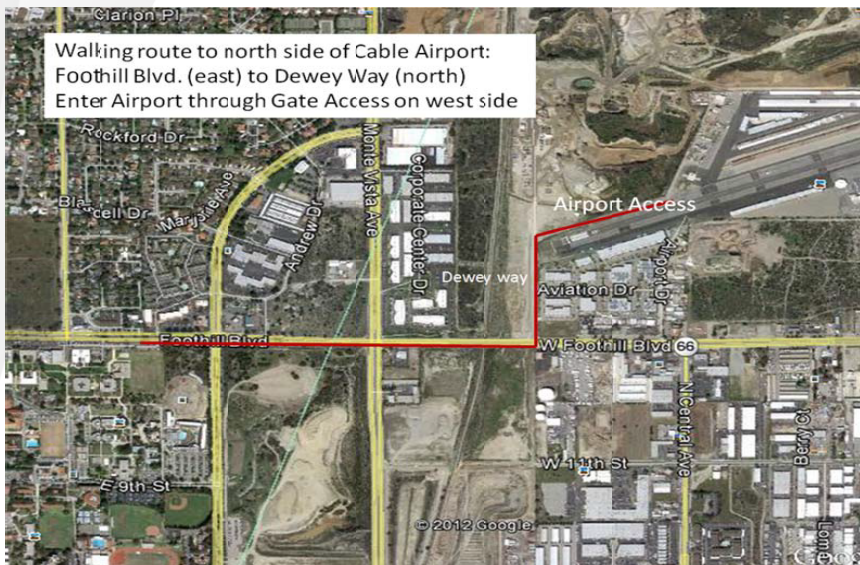 Clarion Pl
Walking route to north side of Cable Airport:
Foothill Blvd. (east) to Dewey Way (north)
Enter Airport through Gate Access on west side
Rockford Dr
Monte Vista Ave
Corporate Center Dr
Marylie Ave
Andrew Dr
Airport Access
Dewey way
Aviation Dr
Airport Dr
Foothill Blvd
W Foothill Blvd
66
N Central Ave
Berry Ct
W 11th St
E 9th St
© 2012 Google